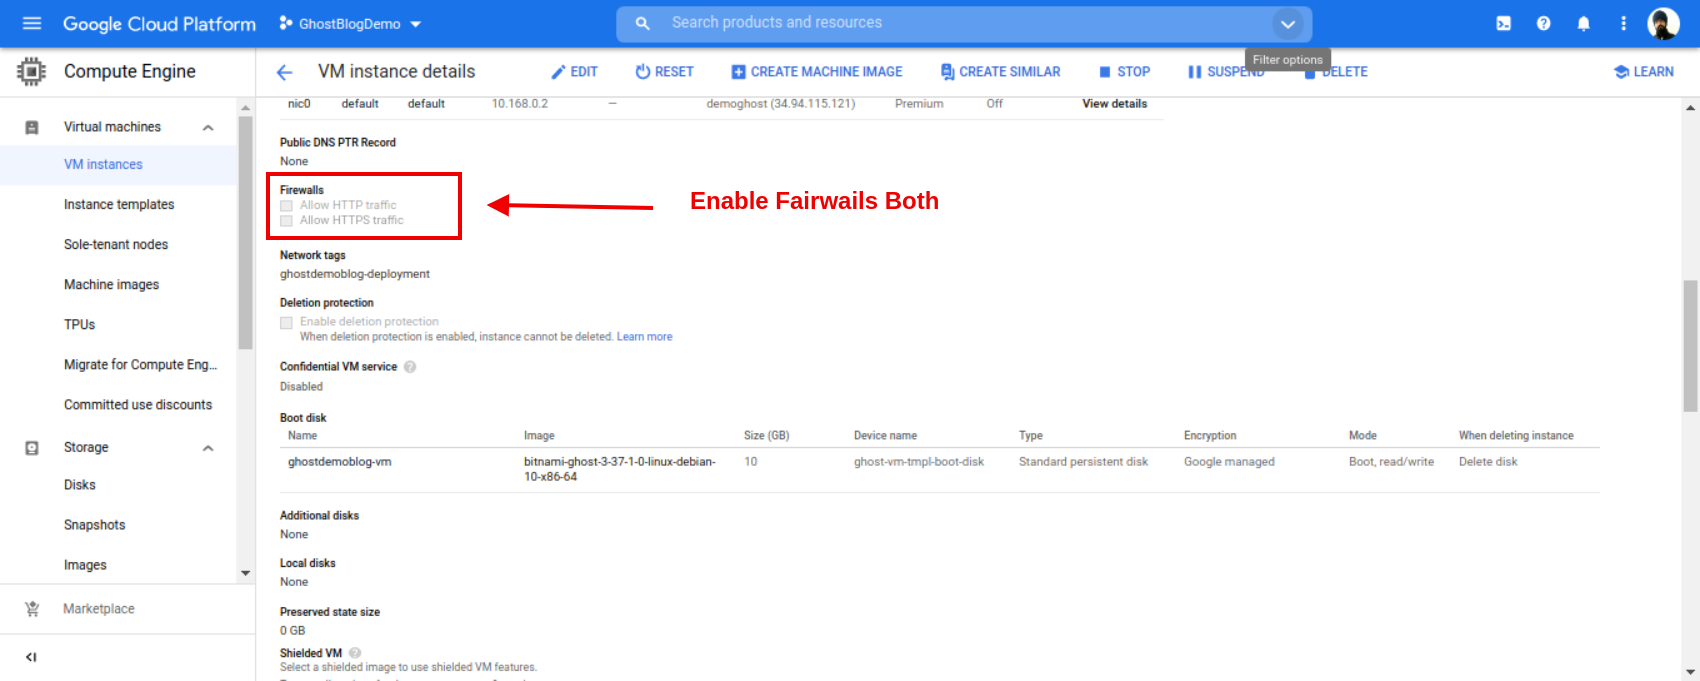 Google Cloud Platform
GhostBlogDemo
Search products and resources
Filter options
Compute Engine
VM instance details
EDIT
RESET
CREATE MACHINE IMAGE
CREATE SIMILAR
STOP
SUSPEND
DELETE
LEARN
Virtual machines
VM instances
Instance templates
Sole-tenant nodes
Machine images
TPUs
Migrate for Compute Eng...
Committed use discounts
Storage
Disks
Snapshots
Images
Marketplace
nic0 default default 10.168.0.2 — demoghost (34.94.115.121) Premium Off View details
Public DNS PTR Record
None
Firewalls
Allow HTTP traffic
Allow HTTPS traffic
Enable Fairwails Both
Network tags
ghostdemoblog-deployment
Deletion protection
Enable deletion protection
When deletion protection is enabled, instance cannot be deleted. Learn more
Confidential VM service
Disabled
Boot disk
Name Image Size (GB) Device name Type Encryption Mode When deleting instance
ghostdemoblog-vm bitnami-ghost-3-37-1-0-linux-debian- 10 ghost-vm-tmpl-boot-disk Standard persistent disk Google managed Boot, read/write Delete disk
10-x86-64
Additional disks
None
Local disks
None
Preserved state size
0 GB
Shielded VM
Select a shielded image to use shielded VM features.